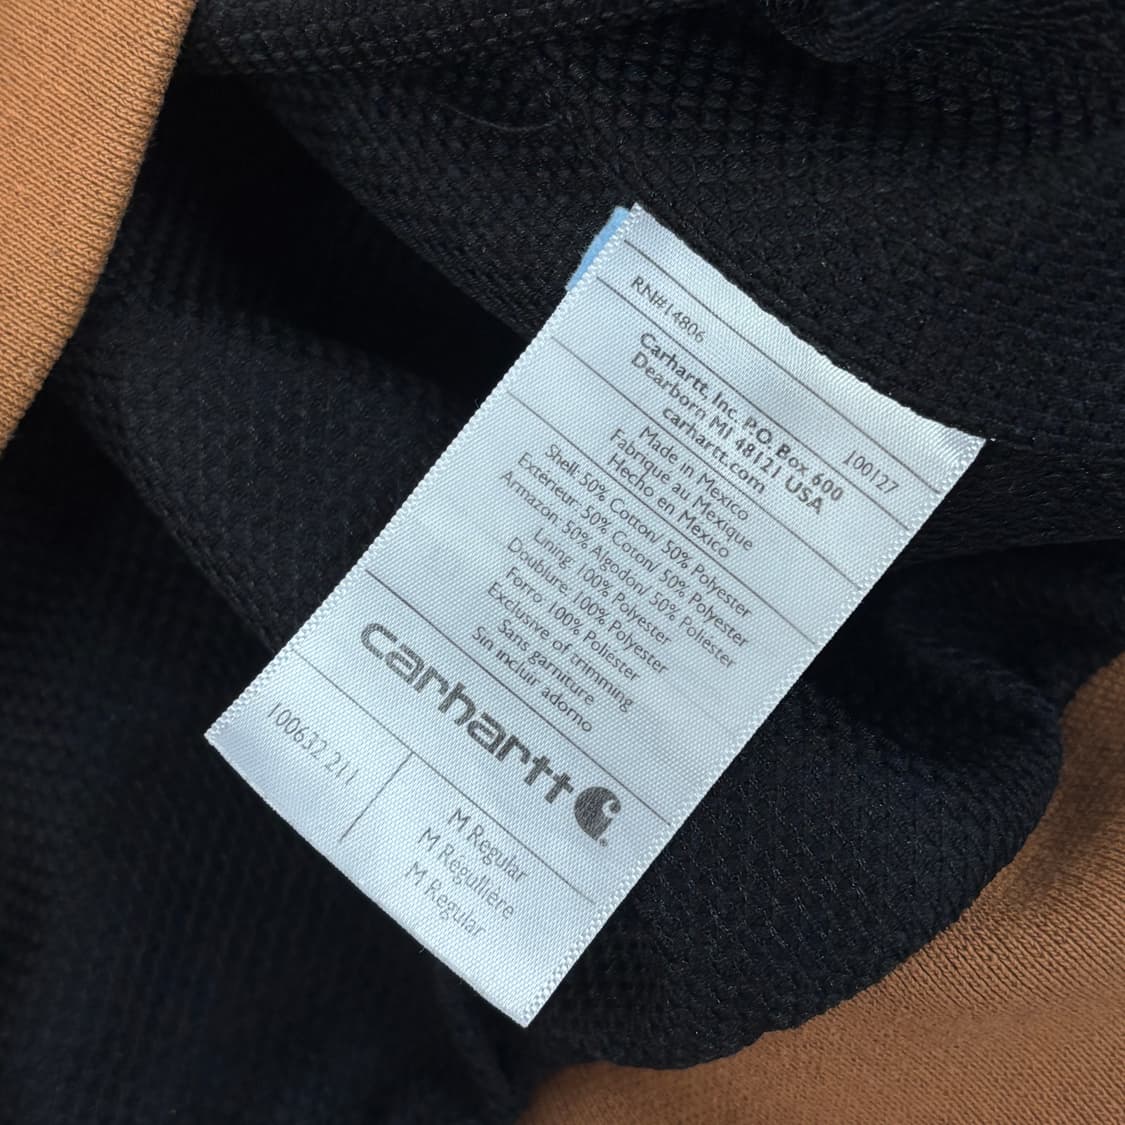 RN#14806 100127
Carhartt, Inc. P.O. Box 600
Dearborn MI 48121 USA
carhartt.com
Made in Mexico
Fabriqué au Mexique
Hecho en Mexico
Shell: 50% Cotton/ 50% Polyester
Extérieur: 50% Coton/ 50% Polyester
Armazon: 50% Algodon/ 50% Poliester
Lining: 100% Polyester
Doublure: 100% Polyester
Forro: 100% Poliester
Exclusive of trimming
Sans garniture
Sin incluir adorno
carhartt
100632 211
M Regular
M Régulière
M Regular